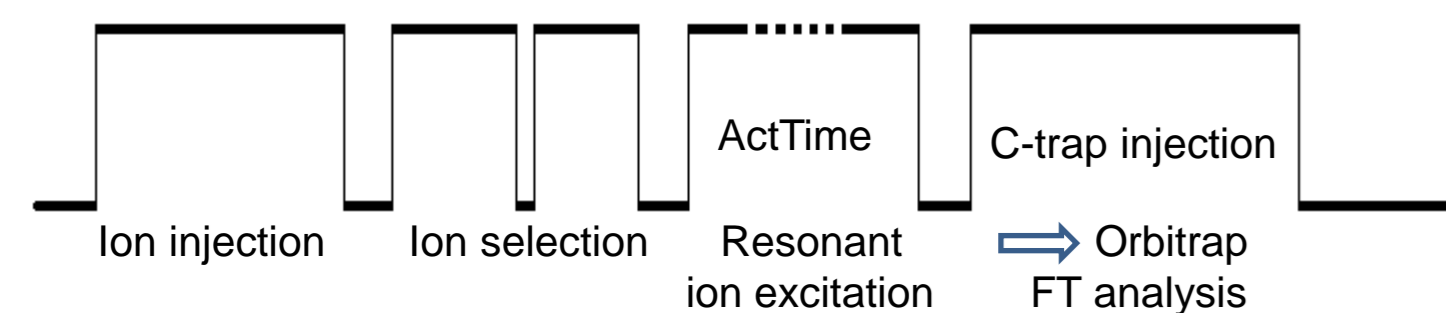 ActTime
C-trap injection
Ion injection
Ion selection
Resonant
ion excitation
Orbitrap
FT analysis